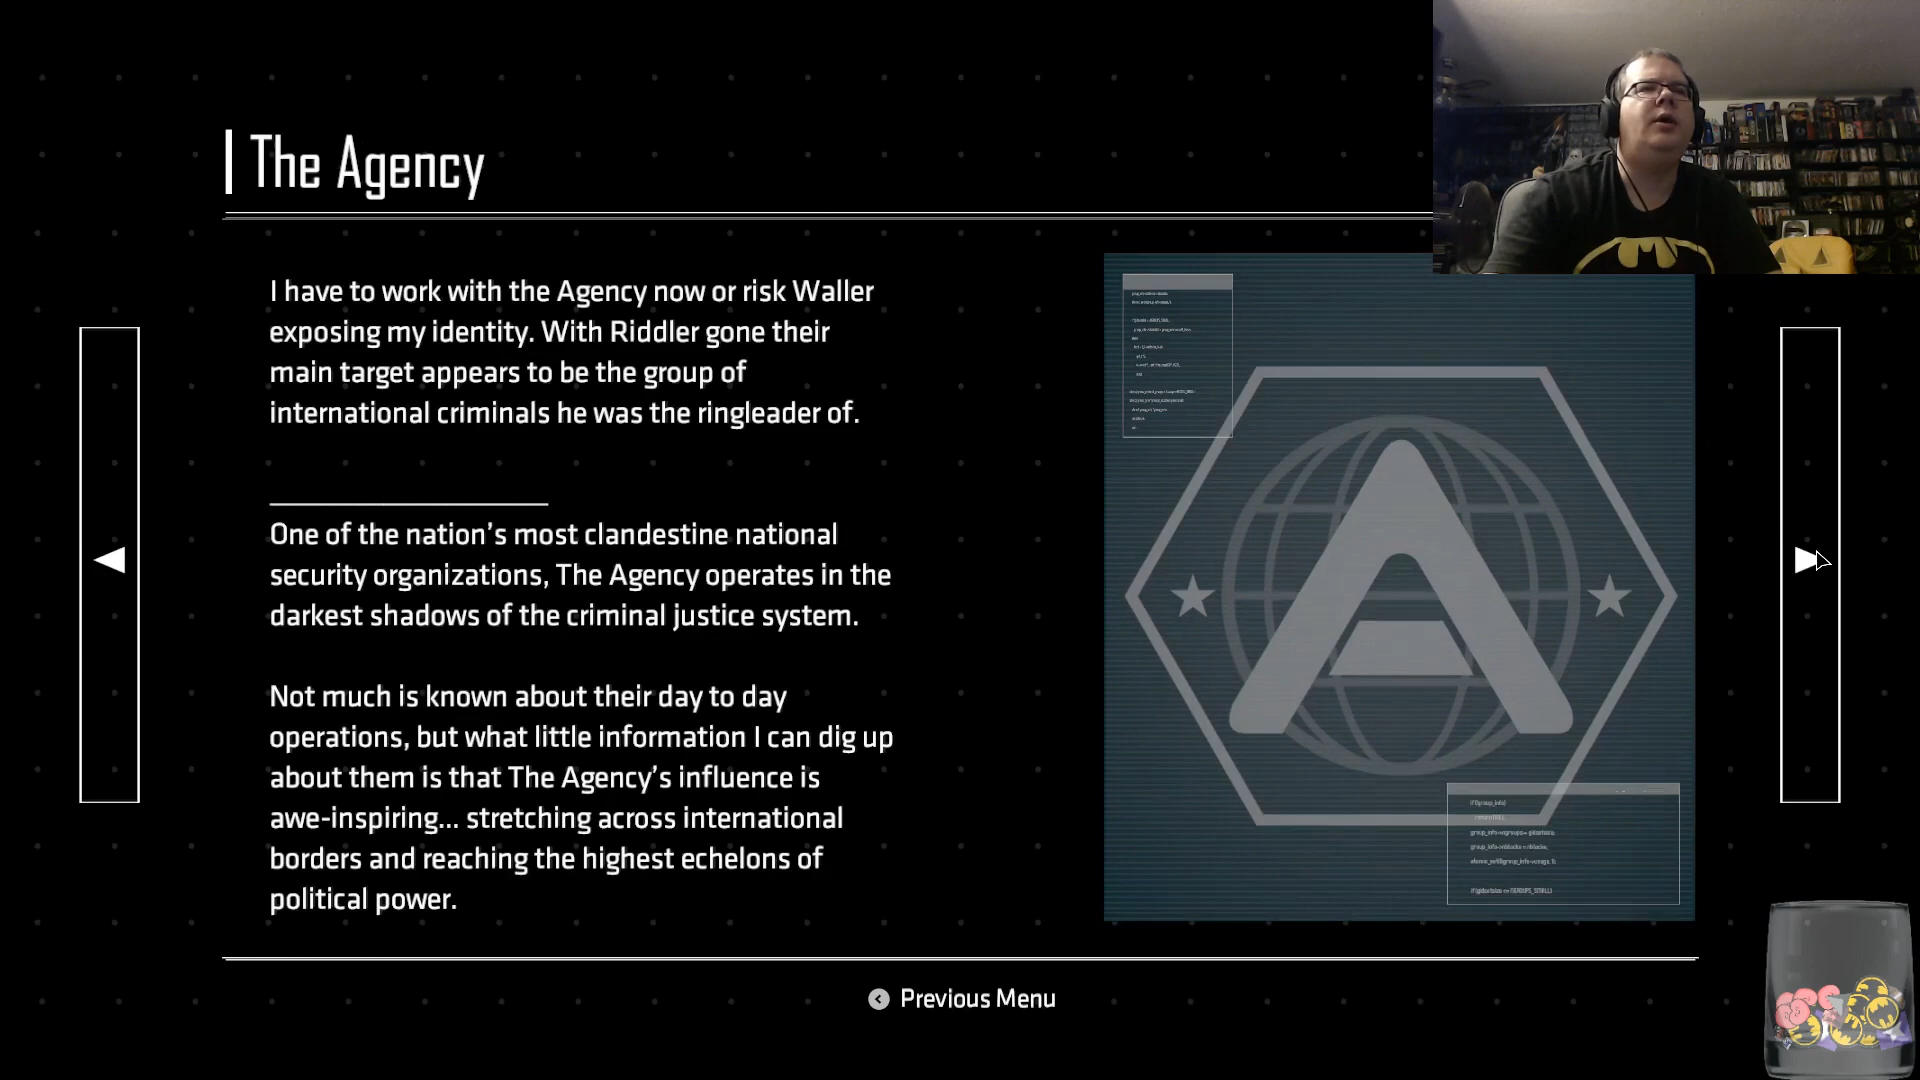 The Agency
I have to work with the Agency now or risk Waller
exposing my identity. With Riddler gone their
main target appears to be the group of
international criminals he was the ringleader of.
One of the nation's most clandestine national
security organizations, The Agency operates in the
darkest shadows of the criminal justice system.
Not much is known about their day to day
operations, but what little information I can dig up
about them is that The Agency's influence is
awe-inspiring... stretching across international
borders and reaching the highest echelons of
political power.
Previous Menu